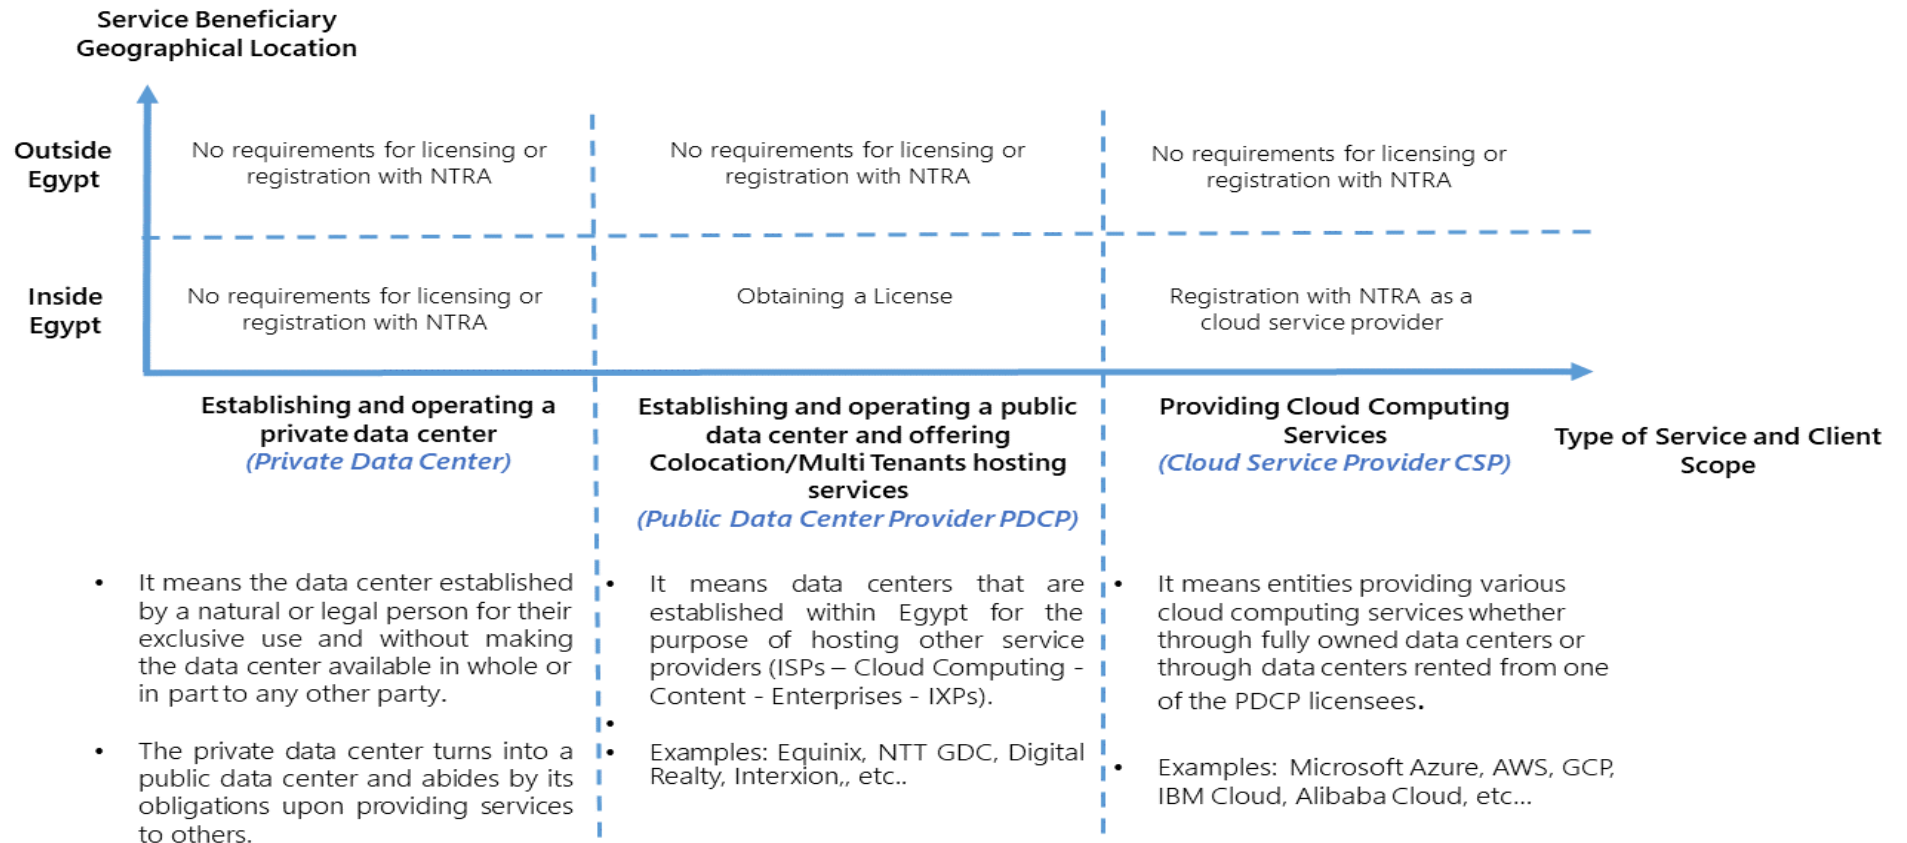 Service Beneficiary
Geographical Location
Outside
Egypt
No requirements for licensing or
registration with NTRA
No requirements for licensing or
registration with NTRA
No requirements for licensing or
registration with NTRA
Inside
Egypt
No requirements for licensing or
registration with NTRA
Obtaining a License
Registration with NTRA as a
cloud service provider
Establishing and operating a
private data center
(Private Data Center)
Establishing and operating a public
data center and offering
Colocation/Multi Tenants hosting
services
(Public Data Center Provider PDCP)
Providing Cloud Computing
Services
(Cloud Service Provider CSP)
Type of Service and Client
Scope
• It means the data center established
by a natural or legal person for their
exclusive use and without making
the data center available in whole or
in part to any other party.
• The private data center turns into a
public data center and abides by its
obligations upon providing services
to others.
• It means data centers that are
established within Egypt for the
purpose of hosting other service
providers (ISPs – Cloud Computing -
Content - Enterprises - IXPs).
•
• Examples: Equinix, NTT GDC, Digital
Realty, Interxion,, etc..
• It means entities providing various
cloud computing services whether
through fully owned data centers or
through data centers rented from one
of the PDCP licensees.
• Examples: Microsoft Azure, AWS, GCP,
IBM Cloud, Alibaba Cloud, etc...